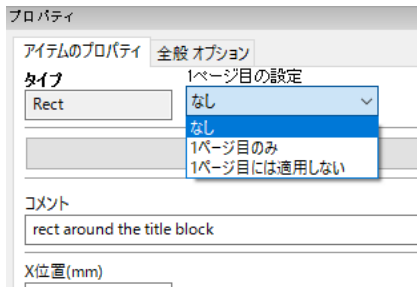 プロパティ
アイテムのプロパティ 全般 オプション
タイプ 1ページ目の設定
Rect なし
なし
1ページ目のみ
1ページ目には適用しない
コメント
rect around the title block
X位置(mm)